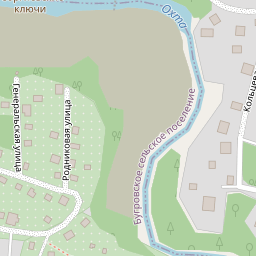 ключи
Охта
Генеральская улица
Родниковая улица
Бугровское сельское поселение
Кольцев